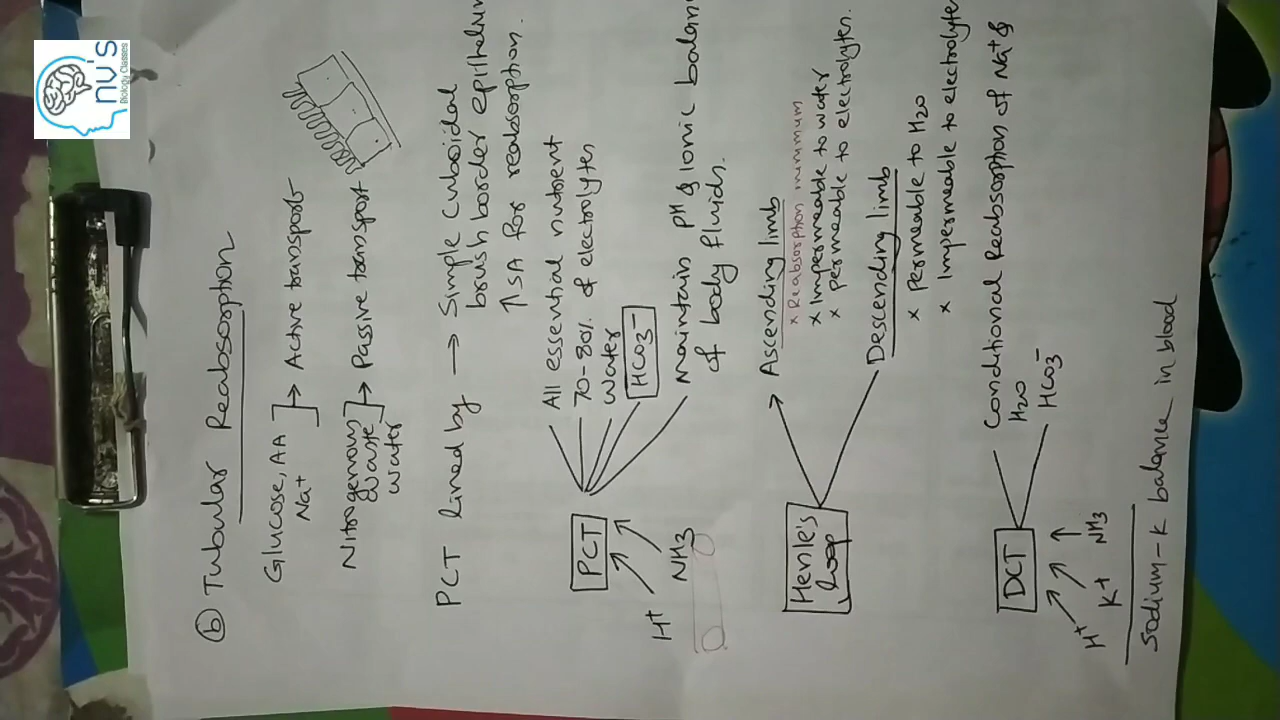 NV'S
Biology Classes
(b) Tubular Reabsorption
Glucose, AA
Na+
→ Active transport
Nitrogenous
waste
water
→ Passive transport
PCT lined by → Simple cuboidal
brush border epithelium
↑ SA for reabsorption.
PCT
H+
NH3
All essential nutrient
70-80% of electrolytes
water
HCO3-
maintain PH & ionic balan
of body fluids.
Henle's
loop
Ascending limb
× Reabsorption minimum
× Impermeable to water
× permeable to electrolytes.
Descending limb
× permeable to H2O
× Impermeable to electrolytes
DCT
H+
K+
NH3
Conditional Reabsorption of Na+ &
H2O
HCO3-
Sodium-K balance in blood